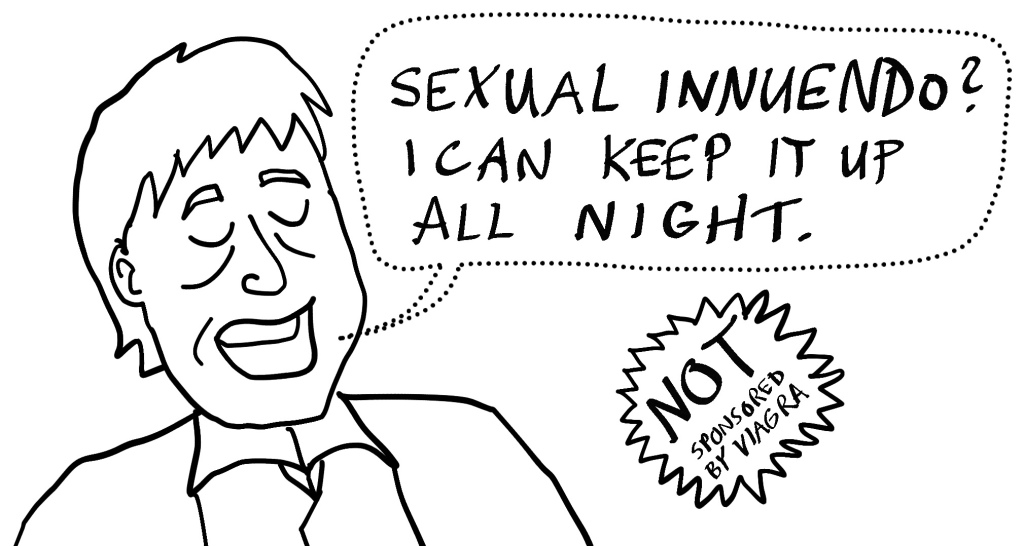 SEXUAL INNUENDO?
I CAN KEEP IT UP
ALL NIGHT.
NOT
SPONSORED
BY VIAGRA